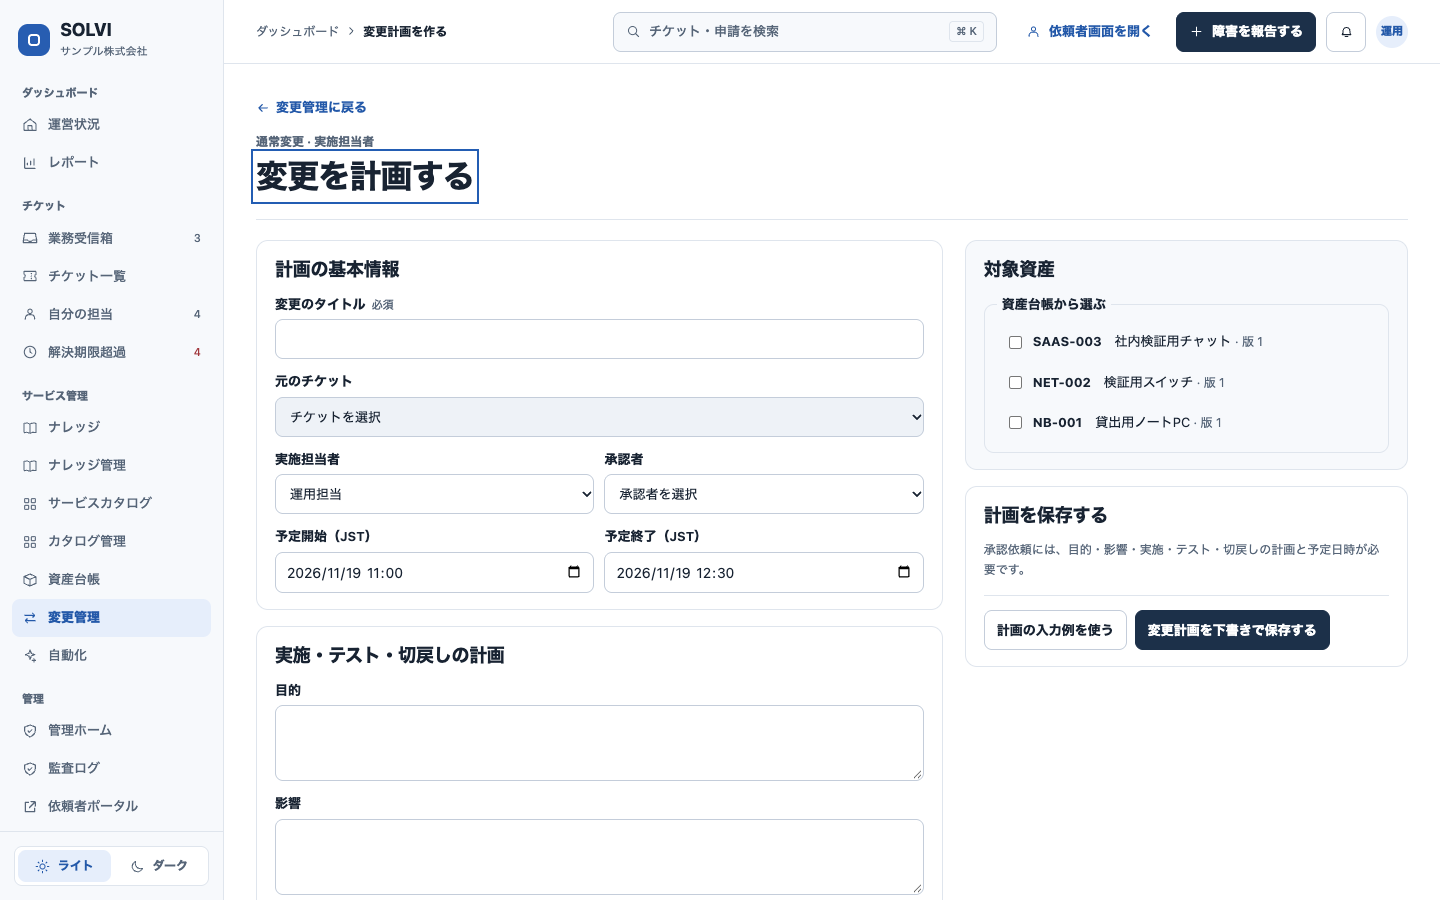 SOLVI
サンプル株式会社
ダッシュボード
運営状況
レポート
チケット
業務受信箱 3
チケット一覧
自分の担当 4
解決期限超過 4
サービス管理
ナレッジ
ナレッジ管理
サービスカタログ
カタログ管理
資産台帳
変更管理
自動化
管理
管理ホーム
監査ログ
依頼者ポータル
ライト ダーク
ダッシュボード 変更計画を作る
チケット・申請を検索 ⌘ K
依頼者画面を開く
障害を報告する
運用
変更管理に戻る
通常変更 · 実施担当者
変更を計画する
計画の基本情報
変更のタイトル 必須
元のチケット
チケットを選択
実施担当者 承認者
運用担当 承認者を選択
予定開始（JST） 予定終了（JST）
2026/11/19 11:00 2026/11/19 12:30
実施・テスト・切戻しの計画
目的
影響
対象資産
資産台帳から選ぶ
SAAS-003 社内検証用チャット · 版 1
NET-002 検証用スイッチ · 版 1
NB-001 貸出用ノートPC · 版 1
計画を保存する
承認依頼には、目的・影響・実施・テスト・切戻しの計画と予定日時が必
要です。
計画の入力例を使う 変更計画を下書きで保存する